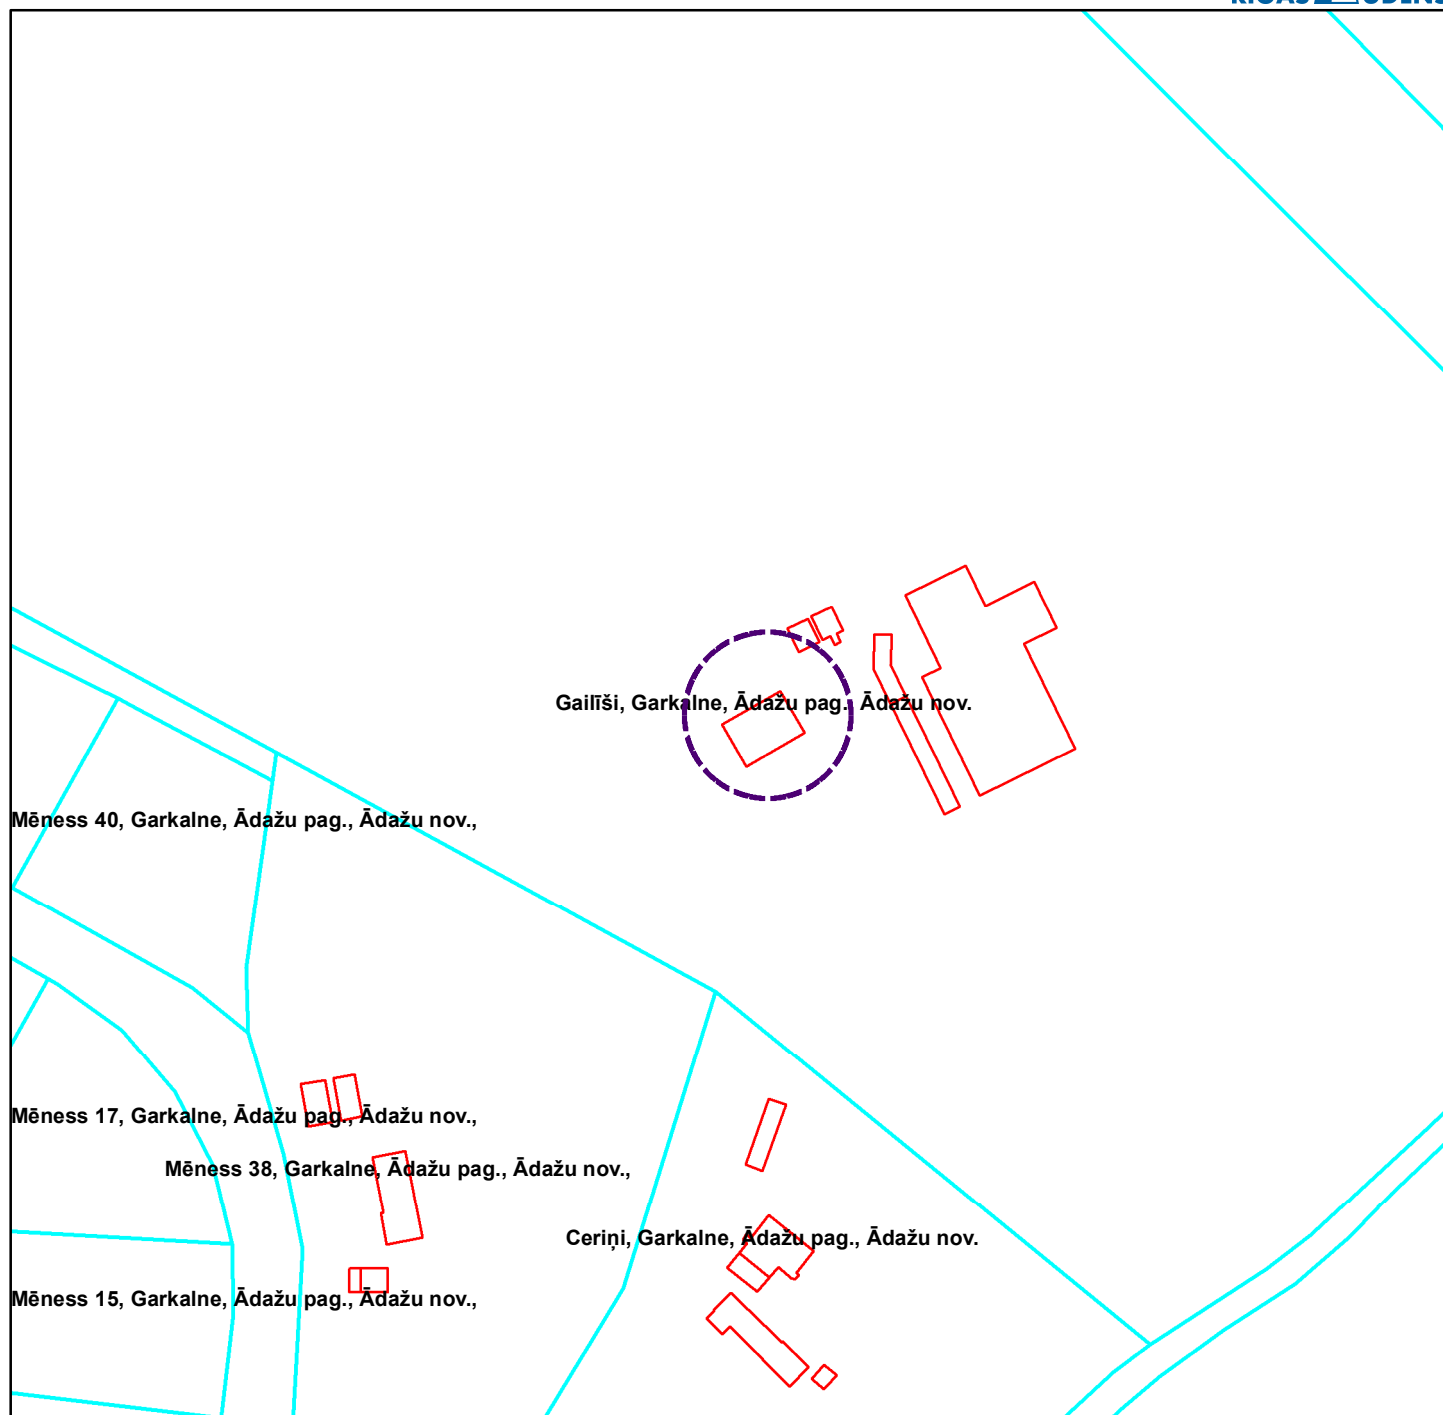 Gailīši, Garkalne, Ādažu pag., Ādažu nov.
Mēness 40, Garkalne, Ādažu pag., Ādažu nov.,
Mēness 17, Garkalne, Ādažu pag., Ādažu nov.,
Mēness 38, Garkalne, Ādažu pag., Ādažu nov.,
Ceriņi, Garkalne, Ādažu pag., Ādažu nov.
Mēness 15, Garkalne, Ādažu pag., Ādažu nov.,